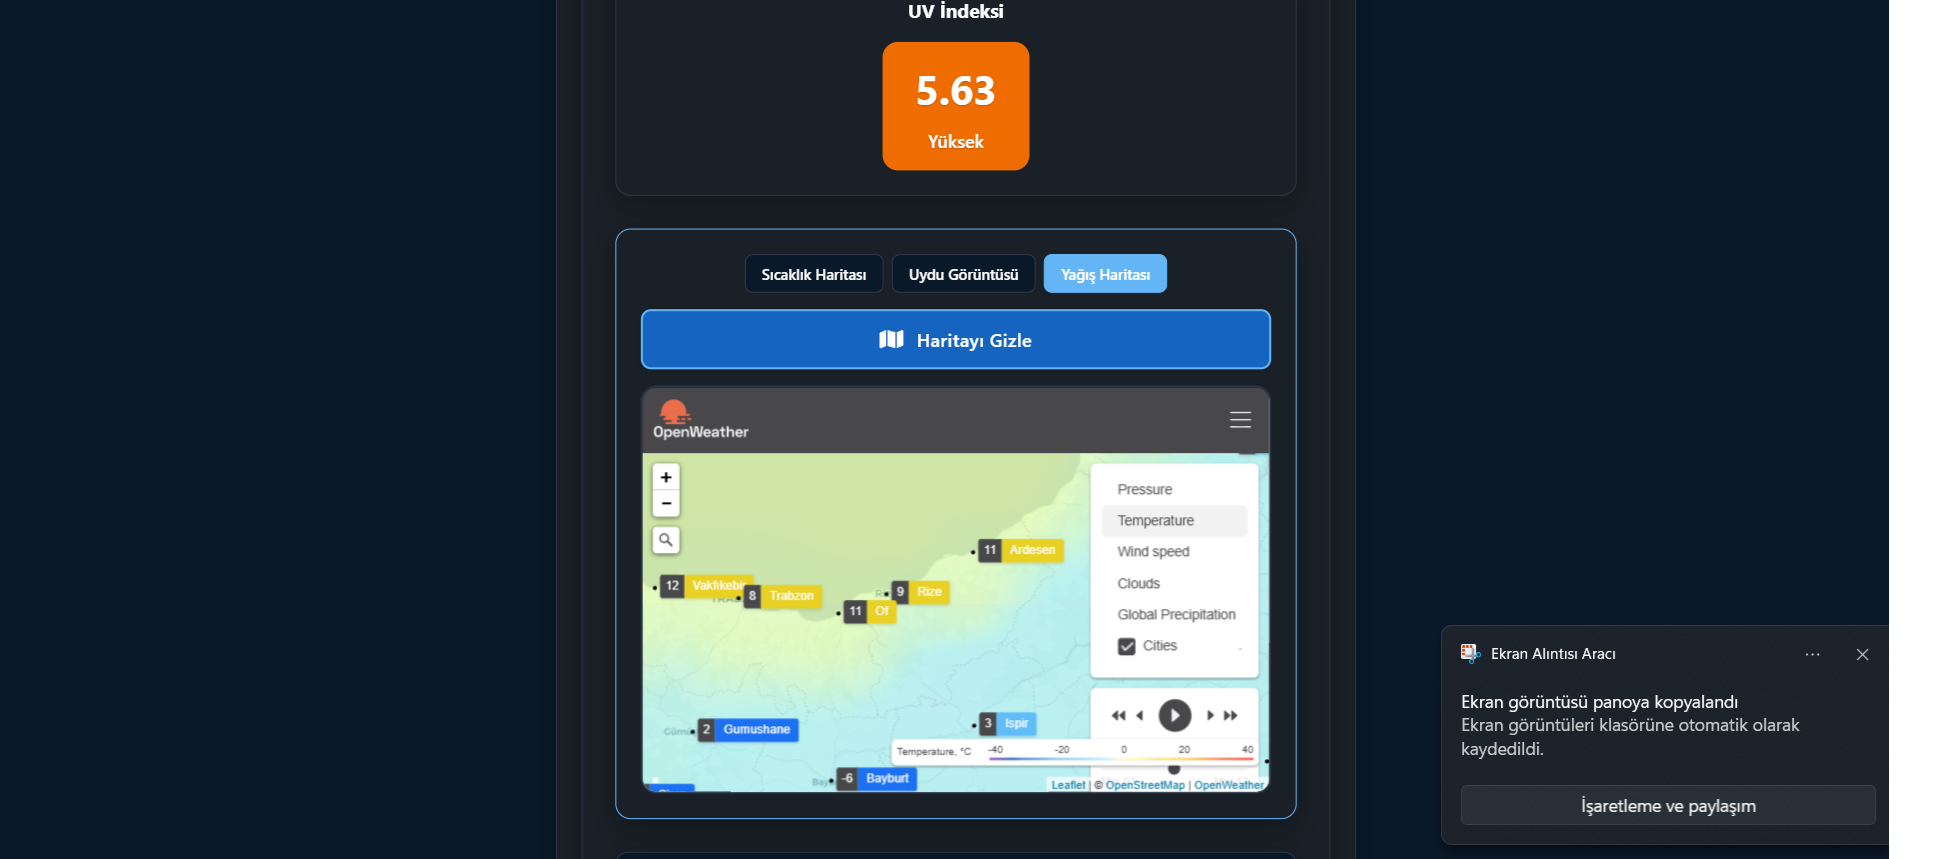 UV İndeksi
5.63
Yüksek
Sıcaklık Haritası
Uydu Görüntüsü
Yağış Haritası
Haritayı Gizle
OpenWeather
+
−
Pressure
Temperature
Wind speed
Clouds
Global Precipitation
Cities
11 Ardesen
12 Vakfıkebir
8 Trabzon
9 Rize
11 Of
2 Gumushane
3 Ispir
-6 Bayburt
Temperature, °C -40 -20 0 20 40
Leaflet | © OpenStreetMap | OpenWeather
Ekran Alıntısı Aracı
Ekran görüntüsü panoya kopyalandı
Ekran görüntüleri klasörüne otomatik olarak
kaydedildi.
İşaretleme ve paylaşım